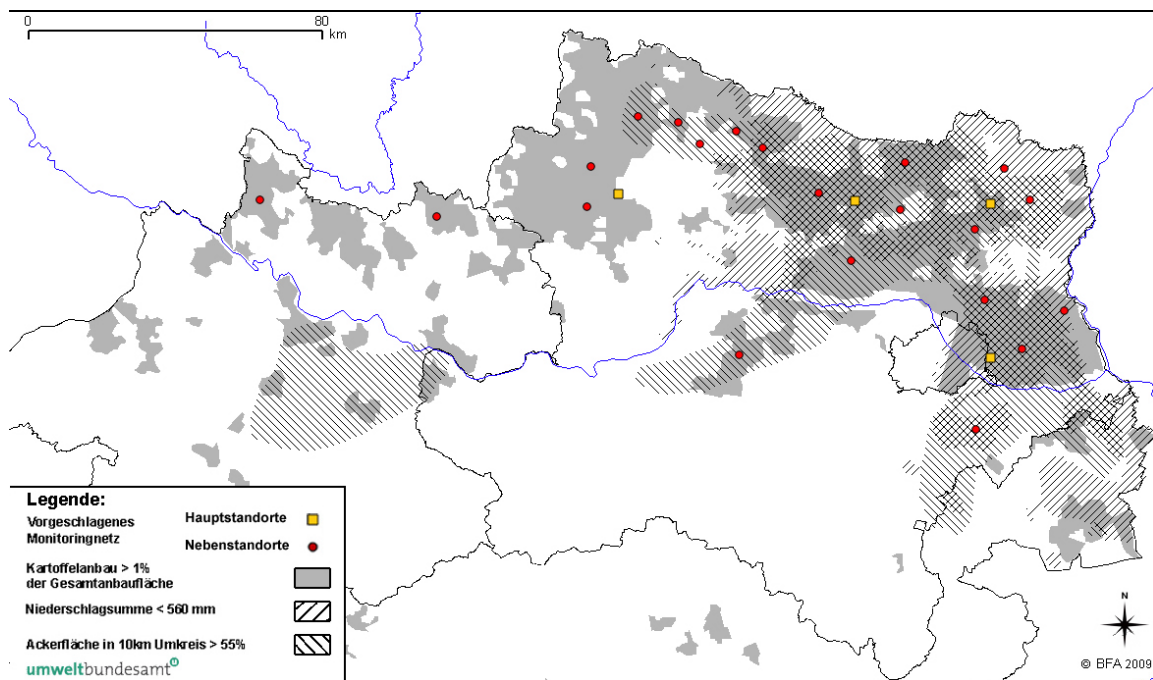 0 80
km
Legende:
Vorgeschlagenes
Monitoringnetz
Hauptstandorte
Nebenstandorte
Kartoffelanbau > 1%
der Gesamtanbaufläche
Niederschlagsumme < 560 mm
Ackerfläche in 10km Umkreis > 55%
umweltbundesamt
N
© BFA 2009